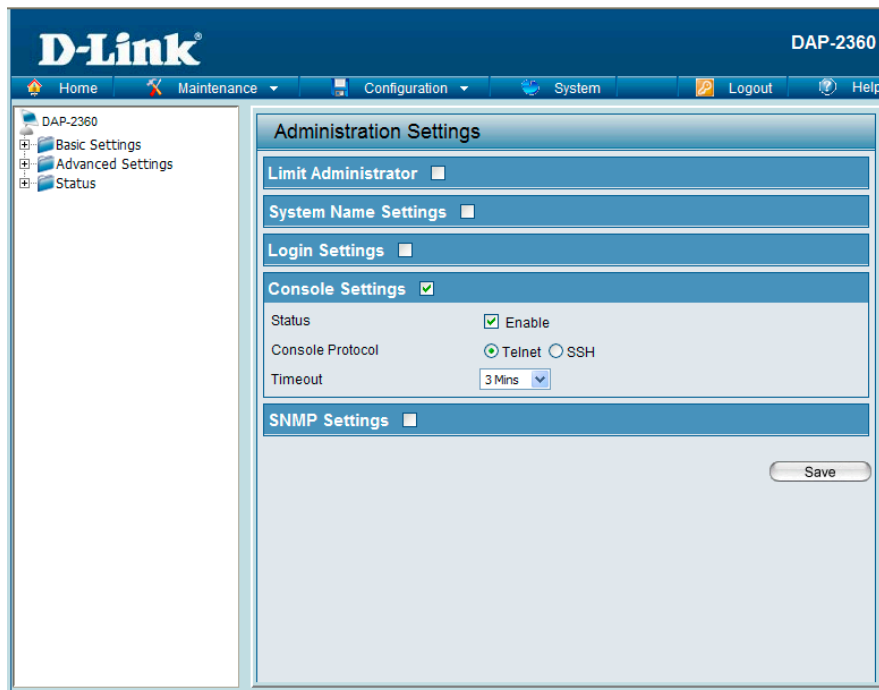 D-Link®
DAP-2360
Home Maintenance Configuration System Logout Help
DAP-2360
Basic Settings
Advanced Settings
Status
Administration Settings
Limit Administrator
System Name Settings
Login Settings
Console Settings
Status Enable
Console Protocol Telnet SSH
Timeout 3 Mins
SNMP Settings
Save